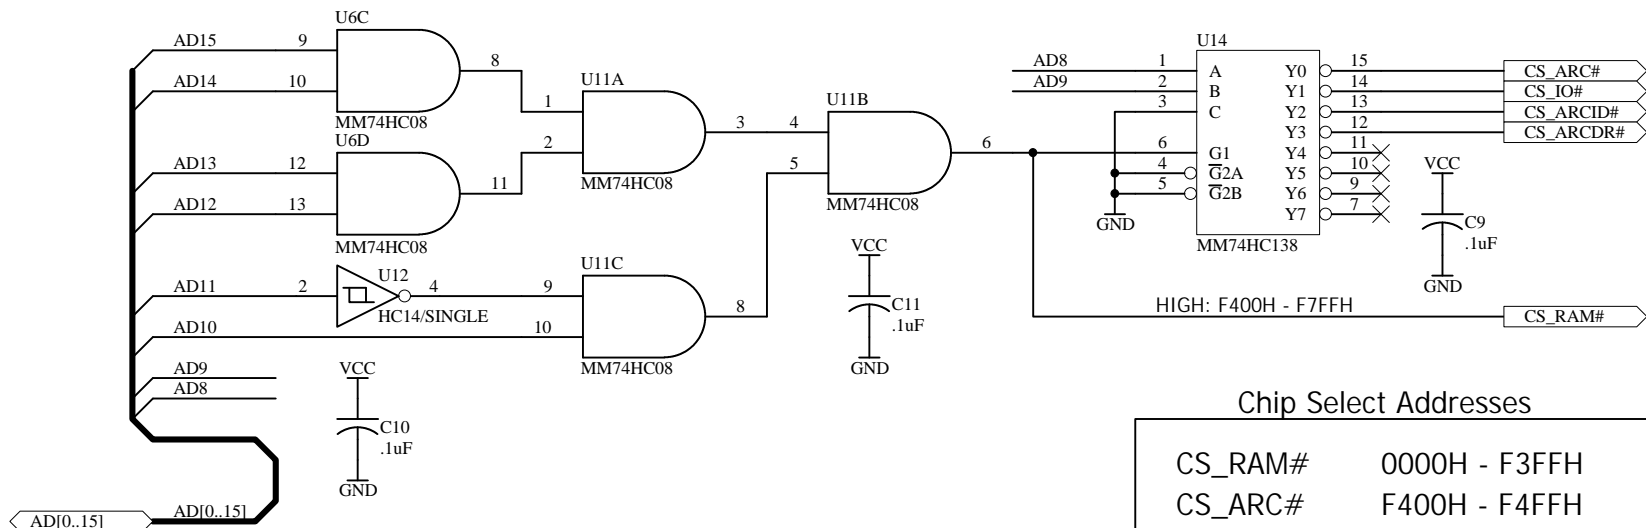 U6C
AD15 9
8
AD14 10
MM74HC08
U6D
AD13 12
11
AD12 13
MM74HC08
U11A
1
3
2
MM74HC08
U11B
4
6
5
MM74HC08
U12
AD11 2 4
HC14/SINGLE
U11C
9
8
AD10 10
MM74HC08
AD9
AD8
VCC
C10
.1uF
GND
VCC
C11
.1uF
GND
U14
AD8 1 A Y0 15 CS_ARC#
AD9 2 B Y1 14 CS_IO#
3 C Y2 13 CS_ARCID#
Y3 12 CS_ARCDR#
6 G1 Y4 11
4 G2A Y5 10
5 G2B Y6 9
Y7 7
GND
MM74HC138
VCC
C9
.1uF
GND
HIGH: F400H - F7FFH
CS_RAM#
AD[0..15] AD[0..15]
Chip Select Addresses
CS_RAM# 0000H - F3FFH
CS_ARC# F400H - F4FFH